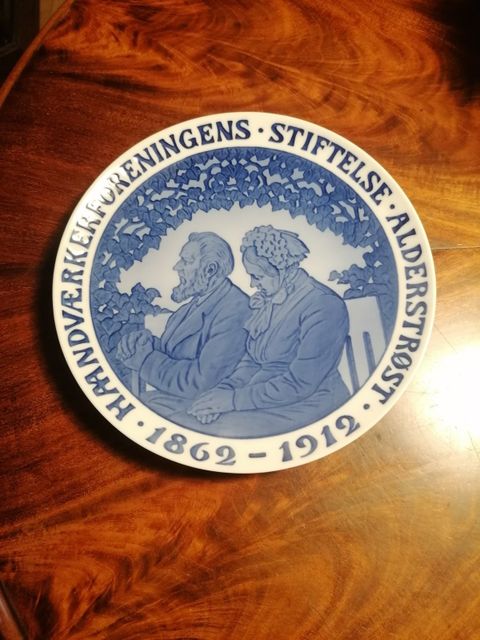 HAANDVÆRKERFORENINGENS · STIFTELSE · ALDERSTRØST ·
1862 - 1912 ·